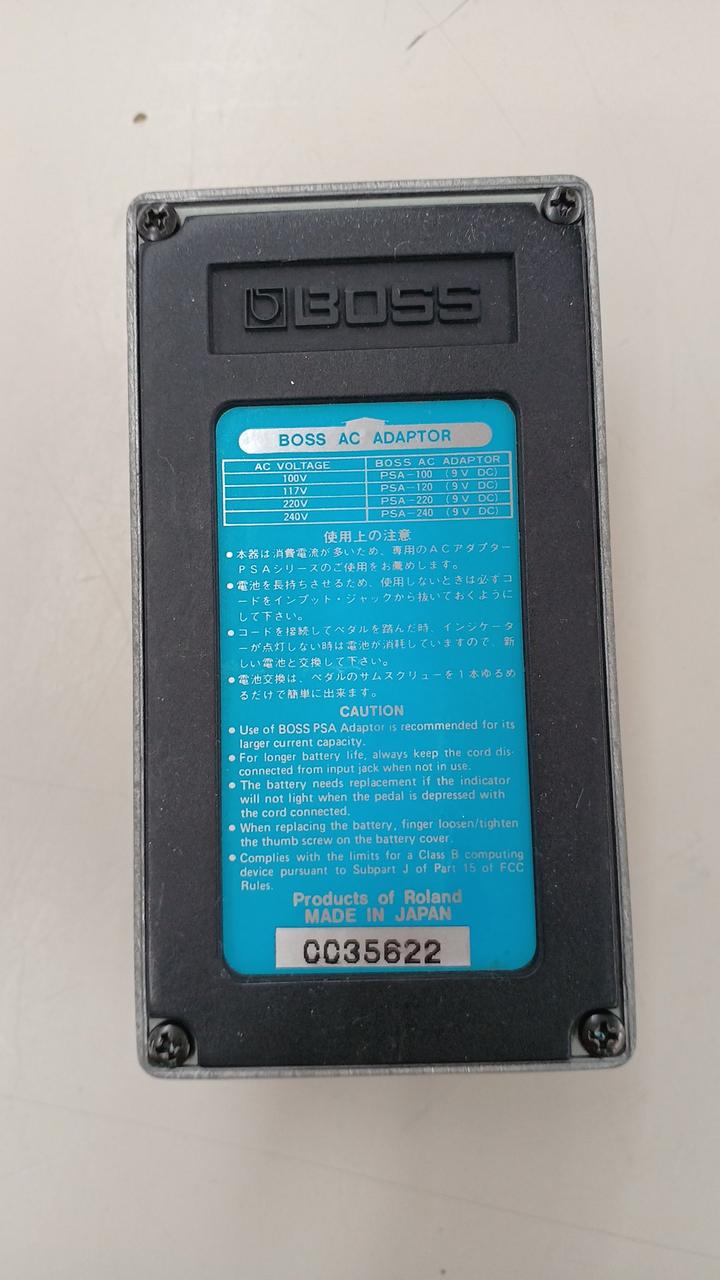 BOSS
BOSS AC ADAPTOR
AC VOLTAGE BOSS AC ADAPTOR
100V PSA-100 (9V DC)
117V PSA-120 (9V DC)
220V PSA-220 (9V DC)
240V PSA-240 (9V DC)
使用上の注意
●本器は消費電流が多いため、専用のACアダプター
PSAシリーズのご使用をお薦めします。
●電池を長持ちさせるため、使用しないときは必ずコ
ードをインプット・ジャックから抜いておくように
して下さい。
●コードを接続してペダルを踏んだ時、インジケータ
ーが点灯しない時は電池が消耗していますので、新
しい電池と交換して下さい。
●電池交換は、ペダルのサムスクリューを1本ゆるめ
るだけで簡単に出来ます。
CAUTION
● Use of BOSS PSA Adaptor is recommended for its
larger current capacity.
● For longer battery life, always keep the cord dis-
connected from input jack when not in use.
● The battery needs replacement if the indicator
will not light when the pedal is depressed with
the cord connected.
● When replacing the battery, finger loosen/tighten
the thumb screw on the battery cover.
● Complies with the limits for a Class B computing
device pursuant to Subpart J of Part 15 of FCC
Rules.
Products of Roland
MADE IN JAPAN
CC35622